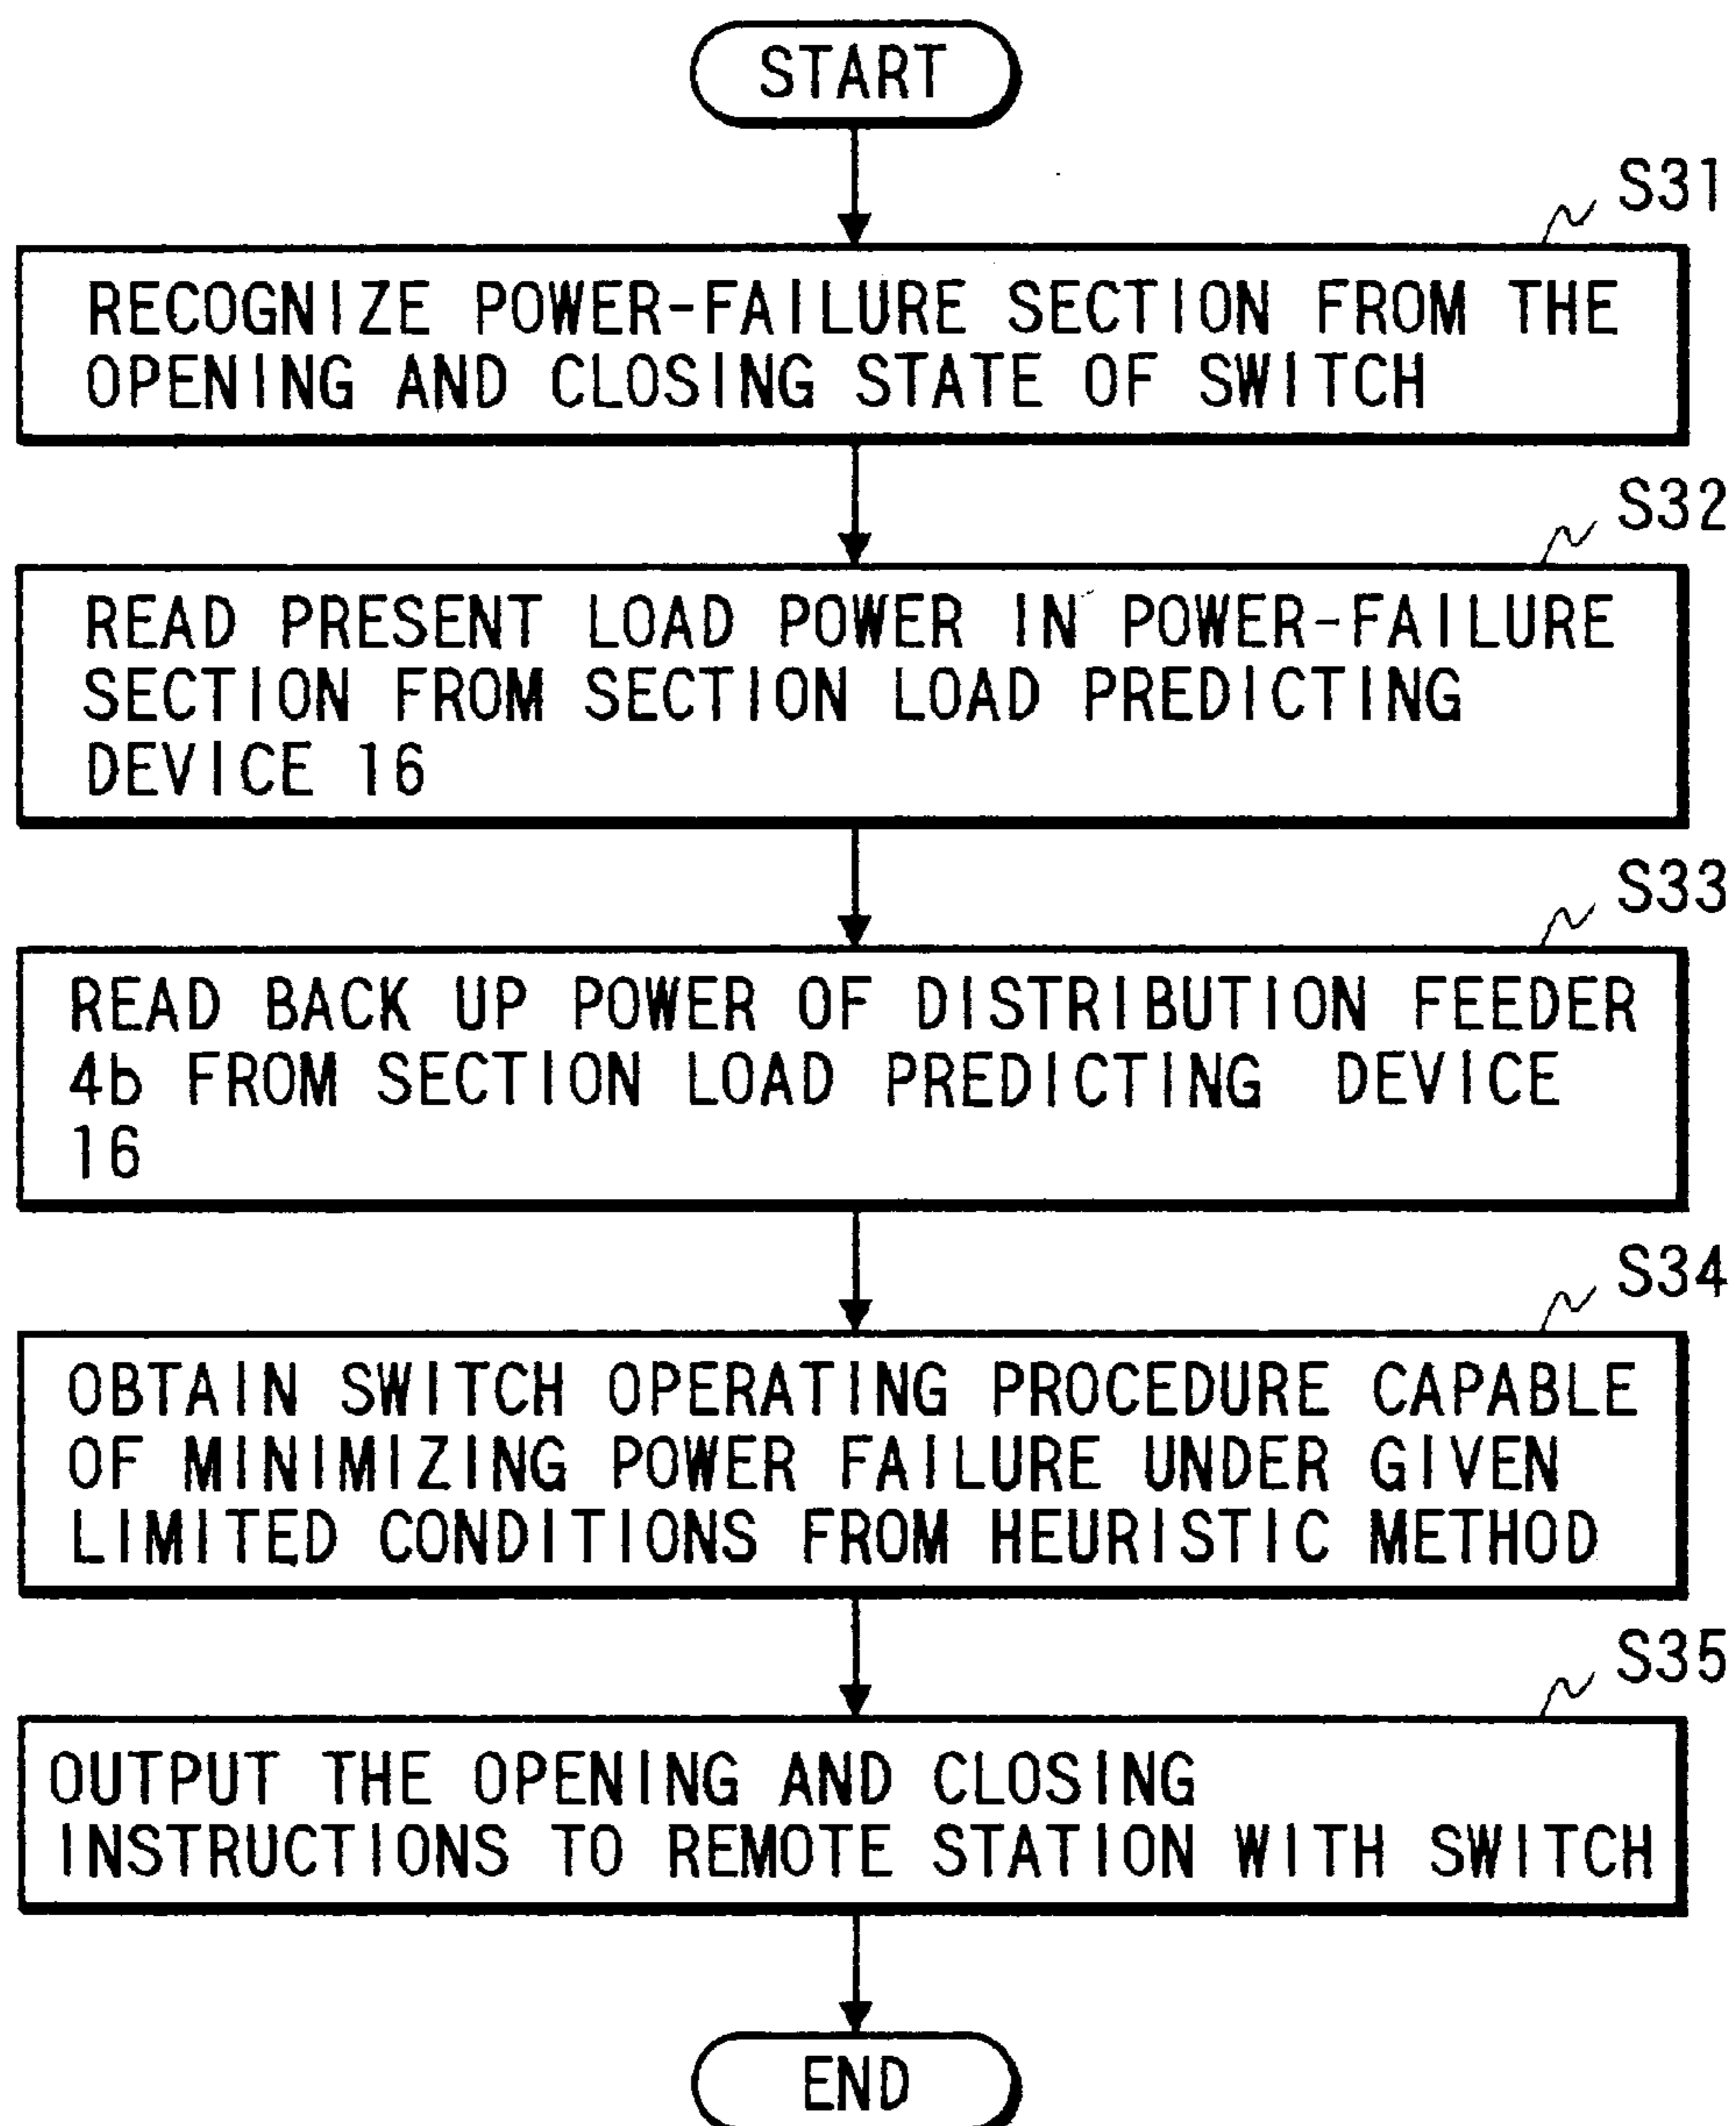 START
S31
RECOGNIZE POWER-FAILURE SECTION FROM THE
OPENING AND CLOSING STATE OF SWITCH
S32
READ PRESENT LOAD POWER IN POWER-FAILURE
SECTION FROM SECTION LOAD PREDICTING
DEVICE 16
S33
READ BACK UP POWER OF DISTRIBUTION FEEDER
4b FROM SECTION LOAD PREDICTING DEVICE
16
S34
OBTAIN SWITCH OPERATING PROCEDURE CAPABLE
OF MINIMIZING POWER FAILURE UNDER GIVEN
LIMITED CONDITIONS FROM HEURISTIC METHOD
S35
OUTPUT THE OPENING AND CLOSING
INSTRUCTIONS TO REMOTE STATION WITH SWITCH
END